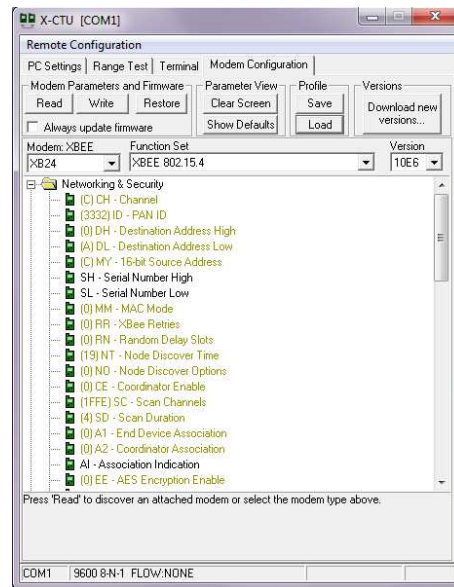 X-CTU [COM1]
Remote Configuration
PC Settings Range Test Terminal Modem Configuration
Modem Parameters and Firmware Parameter View Profile Versions
Read Write Restore Clear Screen Save Download new versions...
Always update firmware Show Defaults Load
Modem: XBEE Function Set Version
XB24 XBEE 802.15.4 10E6
Networking & Security
(C) CH - Channel
(3332) ID - PAN ID
(0) DH - Destination Address High
(A) DL - Destination Address Low
(C) MY - 16-bit Source Address
SH - Serial Number High
SL - Serial Number Low
(0) MM - MAC Mode
(0) RR - XBee Retries
(0) RN - Random Delay Slots
(19) NT - Node Discover Time
(0) NO - Node Discover Options
(0) CE - Coordinator Enable
(1FFE) SC - Scan Channels
(4) SD - Scan Duration
(0) A1 - End Device Association
(0) A2 - Coordinator Association
AI - Association Indication
(0) EE - AES Encryption Enable
Press 'Read' to discover an attached modem or select the modem type above.
COM1 9600 8-N-1 FLOW:NONE